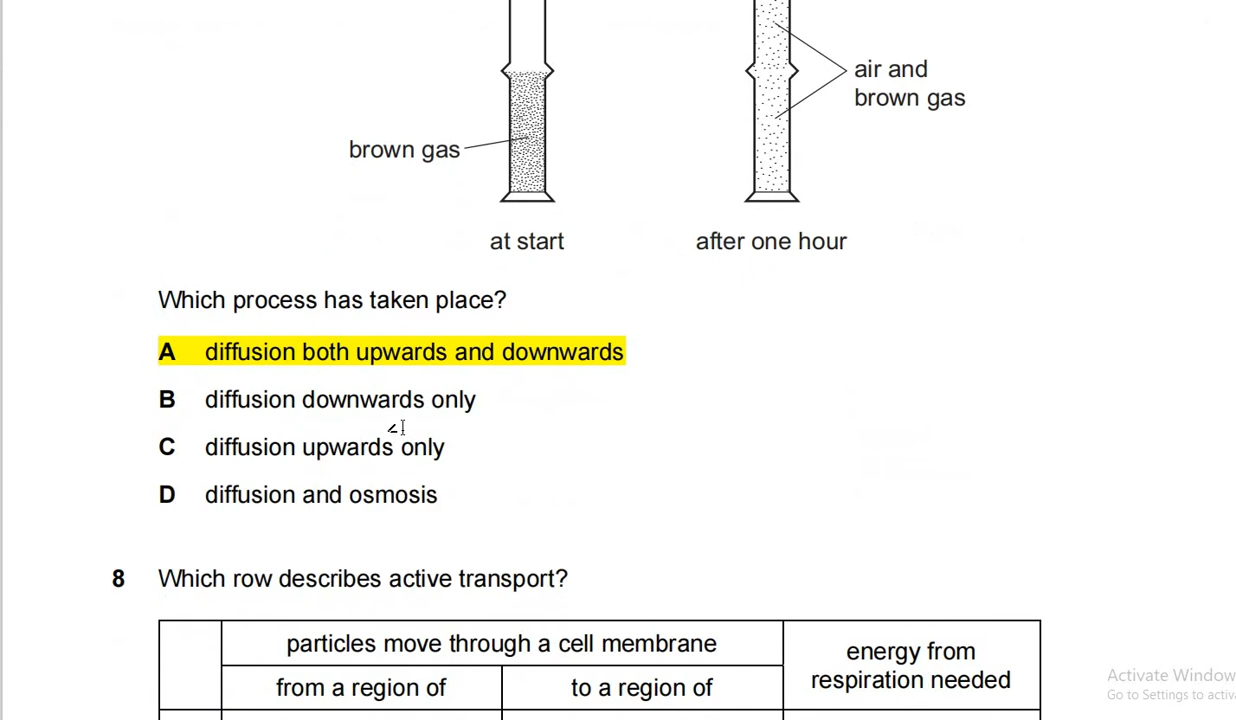 air and
brown gas
brown gas
at start
after one hour
Which process has taken place?
A diffusion both upwards and downwards
B diffusion downwards only
C diffusion upwards only
D diffusion and osmosis
8 Which row describes active transport?
particles move through a cell membrane
energy from
respiration needed
from a region of
to a region of
Activate Window
Go to Settings to activ